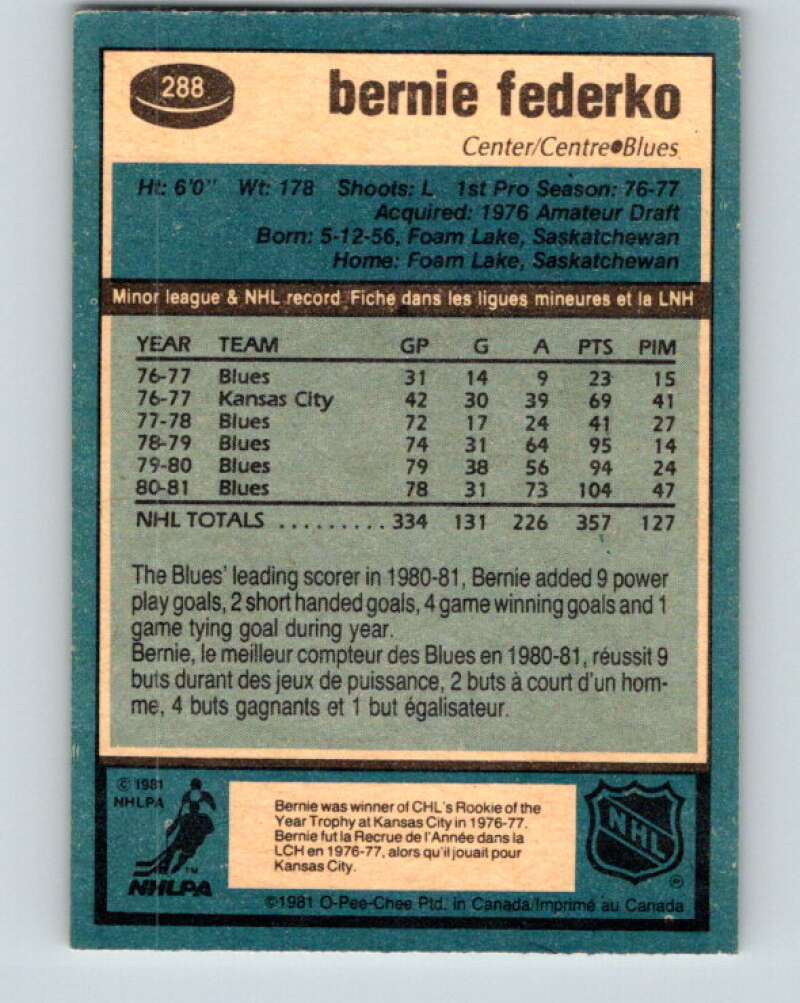 288
bernie federko
Center/Centre●Blues
Ht: 6'0" Wt: 178 Shoots: L 1st Pro Season: 76-77
Acquired: 1976 Amateur Draft
Born: 5-12-56, Foam Lake, Saskatchewan
Home: Foam Lake, Saskatchewan
Minor league & NHL record Fiche dans les ligues mineures et la LNH
YEAR TEAM GP G A PTS PIM
76-77 Blues 31 14 9 23 15
76-77 Kansas City 42 30 39 69 41
77-78 Blues 72 17 24 41 27
78-79 Blues 74 31 64 95 14
79-80 Blues 79 38 56 94 24
80-81 Blues 78 31 73 104 47
NHL TOTALS .......... 334 131 226 357 127
The Blues' leading scorer in 1980-81, Bernie added 9 power
play goals, 2 short handed goals, 4 game winning goals and 1
game tying goal during year.
Bernie, le meilleur compteur des Blues en 1980-81, réussit 9
buts durant des jeux de puissance, 2 buts à court d'un hom-
me, 4 buts gagnants et 1 but égalisateur.
© 1981
NHLPA
TM
NHLPA
Bernie was winner of CHL's Rookie of the
Year Trophy at Kansas City in 1976-77.
Bernie fut la Recrue de l'Année dans la
LCH en 1976-77, alors qu'il jouait pour
Kansas City.
NHL
®
©1981 O-Pee-Chee Ptd. in Canada/Imprimé au Canada